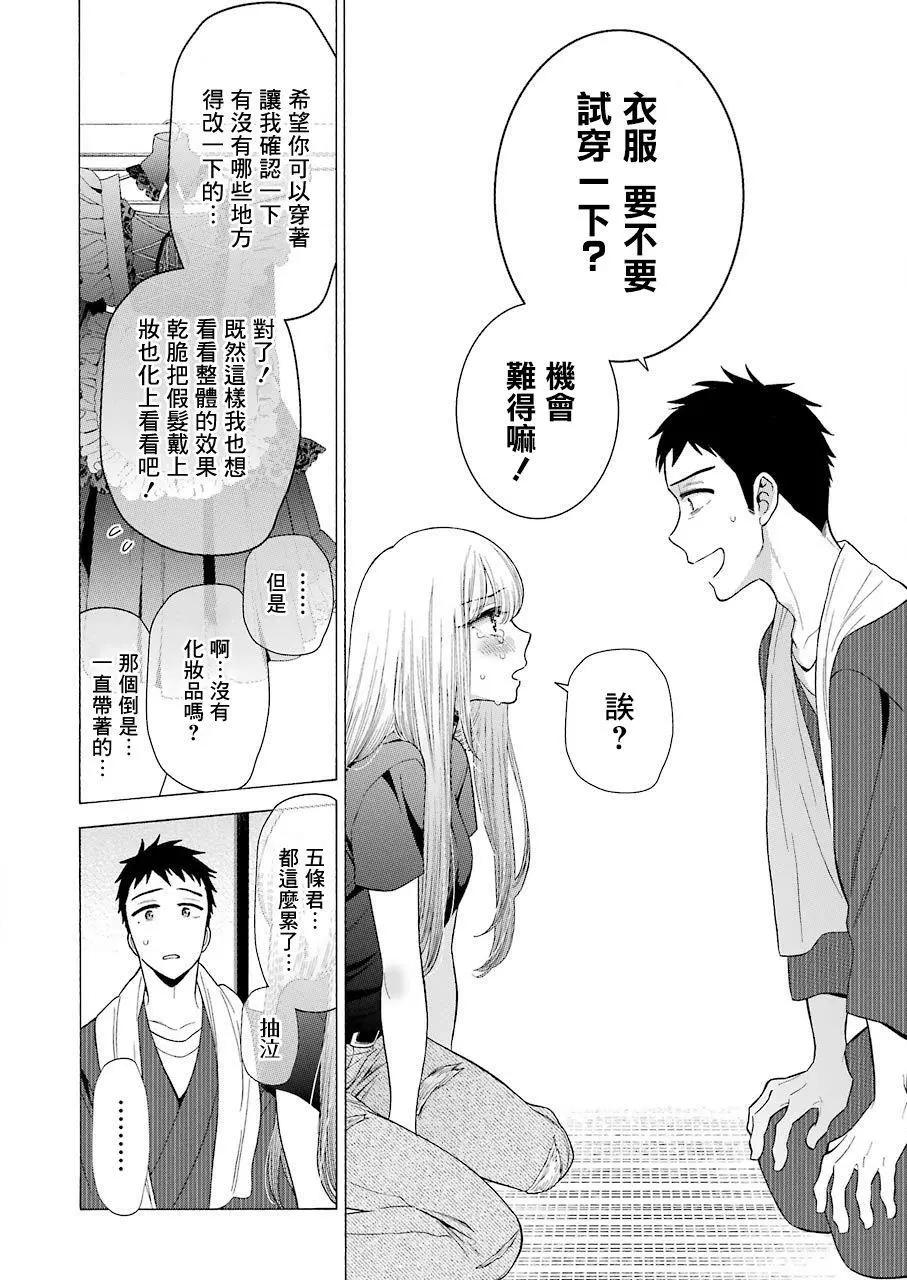 衣服 要不要
試穿一下？
機會
難得嘛！
誒？
希望你可以穿著
讓我確認一下
有沒有哪些地方
得改一下的…
對了！
既然這樣我也想
看看整體的效果
乾脆把假髮戴上
妝也化上看看吧！
……
但是
啊…沒有
化妝品嗎？
那個倒是…
一直帶著的…
五條君…
都這麼累了…
抽泣
………